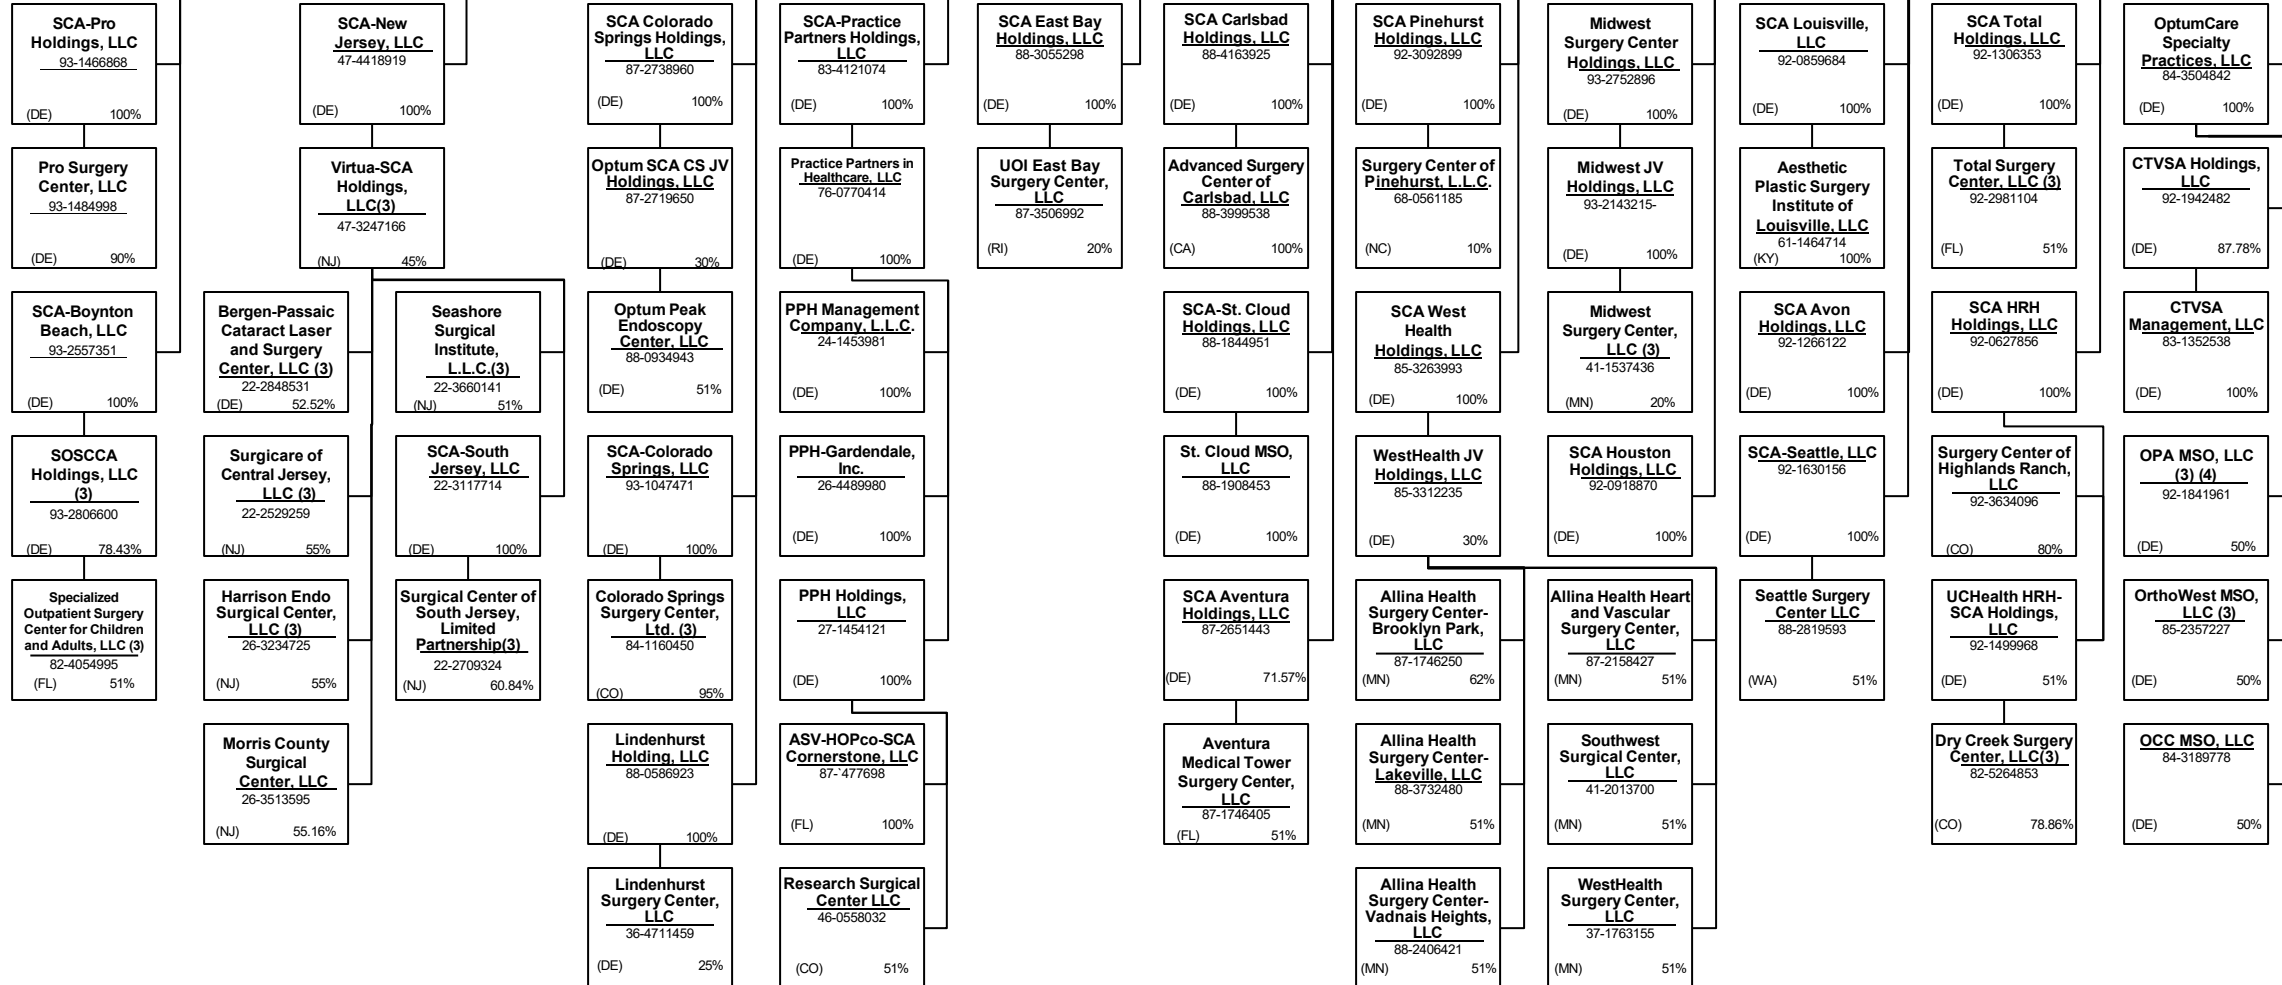 SCA-Pro
Holdings, LLC
93-1466868
(DE) 100%
Pro Surgery
Center, LLC
93-1484998
(DE) 90%
SCA-Boynton
Beach, LLC
93-2557351
(DE) 100%
SOSCCA
Holdings, LLC
(3)
93-2806600
(DE) 78.43%
Specialized
Outpatient Surgery
Center for Children
and Adults, LLC (3)
82-4054995
(FL) 51%
SCA-New
Jersey, LLC
47-4418919
(DE) 100%
Virtua-SCA
Holdings,
LLC(3)
47-3247166
(NJ) 45%
Bergen-Passaic
Cataract Laser
and Surgery
Center, LLC (3)
22-2848531
(DE) 52.52%
Surgicare of
Central Jersey,
LLC (3)
22-2529259
(NJ) 55%
Harrison Endo
Surgical Center,
LLC (3)
26-3234725
(NJ) 55%
Morris County
Surgical
Center, LLC
26-3513595
(NJ) 55.16%
Seashore
Surgical
Institute,
L.L.C.(3)
22-3660141
(NJ) 51%
SCA-South
Jersey, LLC
22-3117714
(DE) 100%
Surgical Center of
South Jersey,
Limited
Partnership(3)
22-2709324
(NJ) 60.84%
SCA Colorado
Springs Holdings,
LLC
87-2738960
(DE) 100%
Optum SCA CS JV
Holdings, LLC
87-2719650
(DE) 30%
Optum Peak
Endoscopy
Center, LLC
88-0934943
(DE) 51%
SCA-Colorado
Springs, LLC
93-1047471
(DE) 100%
Colorado Springs
Surgery Center,
Ltd. (3)
84-1160450
(CO) 95%
Lindenhurst
Holding, LLC
88-0586923
(DE) 100%
Lindenhurst
Surgery Center,
LLC
36-4711459
(DE) 25%
SCA-Practice
Partners Holdings,
LLC
83-4121074
(DE) 100%
Practice Partners in
Healthcare, LLC
76-0770414
(DE) 100%
PPH Management
Company, L.L.C.
24-1453981
(DE) 100%
PPH-Gardendale,
Inc.
26-4489980
(DE) 100%
PPH Holdings,
LLC
27-1454121
(DE) 100%
ASV-HOPco-SCA
Cornerstone, LLC
87-`477698
(FL) 100%
Research Surgical
Center LLC
46-0558032
(CO) 51%
SCA East Bay
Holdings, LLC
88-3055298
(DE) 100%
UOI East Bay
Surgery Center,
LLC
87-3506992
(RI) 20%
SCA Carlsbad
Holdings, LLC
88-4163925
(DE) 100%
Advanced Surgery
Center of
Carlsbad, LLC
88-3999538
(CA) 100%
SCA-St. Cloud
Holdings, LLC
88-1844951
(DE) 100%
St. Cloud MSO,
LLC
88-1908453
(DE) 100%
SCA Aventura
Holdings, LLC
87-2651443
(DE) 71.57%
Aventura
Medical Tower
Surgery Center,
LLC
87-1746405
(FL) 51%
SCA Pinehurst
Holdings, LLC
92-3092899
(DE) 100%
Surgery Center of
Pinehurst, L.L.C.
68-0561185
(NC) 10%
SCA West
Health
Holdings, LLC
85-3263993
(DE) 100%
WestHealth JV
Holdings, LLC
85-3312235
(DE) 30%
Allina Health
Surgery Center-
Brooklyn Park,
LLC
87-1746250
(MN) 62%
Allina Health
Surgery Center-
Lakeville, LLC
88-3732480
(MN) 51%
Allina Health
Surgery Center-
Vadnais Heights,
LLC
88-2406421
(MN) 51%
Midwest
Surgery Center
Holdings, LLC
93-2752896
(DE) 100%
Midwest JV
Holdings, LLC
93-2143215-
(DE) 100%
Midwest
Surgery Center,
LLC (3)
41-1537436
(MN) 20%
SCA Houston
Holdings, LLC
92-0918870
(DE) 100%
Allina Health Heart
and Vascular
Surgery Center,
LLC
87-2158427
(MN) 51%
Southwest
Surgical Center,
LLC
41-2013700
(MN) 51%
WestHealth
Surgery Center,
LLC
37-1763155
(MN) 51%
SCA Louisville,
LLC
92-0859684
(DE) 100%
Aesthetic
Plastic Surgery
Institute of
Louisville, LLC
61-1464714
(KY) 100%
SCA Avon
Holdings, LLC
92-1266122
(DE) 100%
SCA-Seattle, LLC
92-1630156
(DE) 100%
Seattle Surgery
Center LLC
88-2819593
(WA) 51%
SCA Total
Holdings, LLC
92-1306353
(DE) 100%
Total Surgery
Center, LLC (3)
92-2981104
(FL) 51%
SCA HRH
Holdings, LLC
92-0627856
(DE) 100%
Surgery Center of
Highlands Ranch,
LLC
92-3634096
(CO) 80%
UCHealth HRH-
SCA Holdings,
LLC
92-1499968
(DE) 51%
Dry Creek Surgery
Center, LLC(3)
82-5264853
(CO) 78.86%
OptumCare
Specialty
Practices, LLC
84-3504842
(DE) 100%
CTVSA Holdings,
LLC
92-1942482
(DE) 87.78%
CTVSA
Management, LLC
83-1352538
(DE) 100%
OPA MSO, LLC
(3) (4)
92-1841961
(DE) 50%
OrthoWest MSO,
LLC (3)
85-2357227
(DE) 50%
OCC MSO, LLC
84-3189778
(DE) 50%